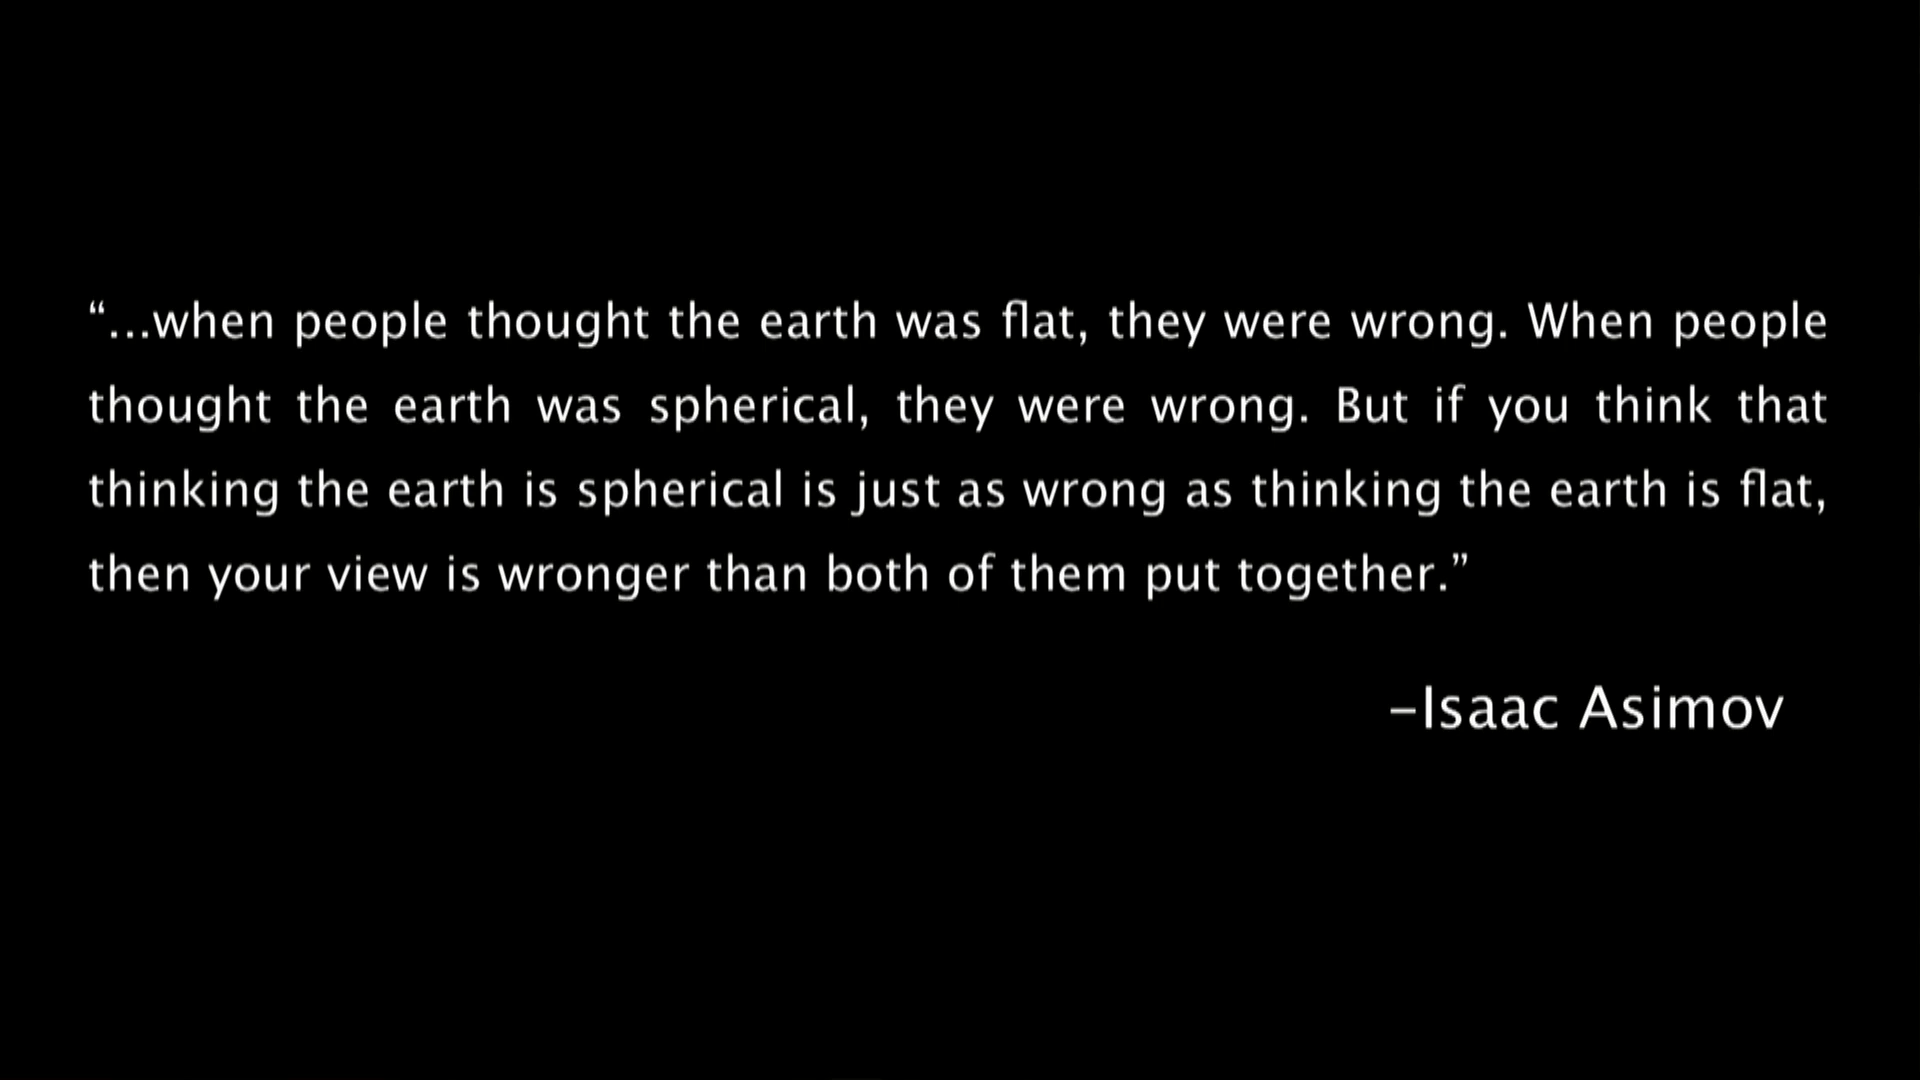 “...when people thought the earth was flat, they were wrong. When people
thought the earth was spherical, they were wrong. But if you think that
thinking the earth is spherical is just as wrong as thinking the earth is flat,
then your view is wronger than both of them put together.”
–Isaac Asimov